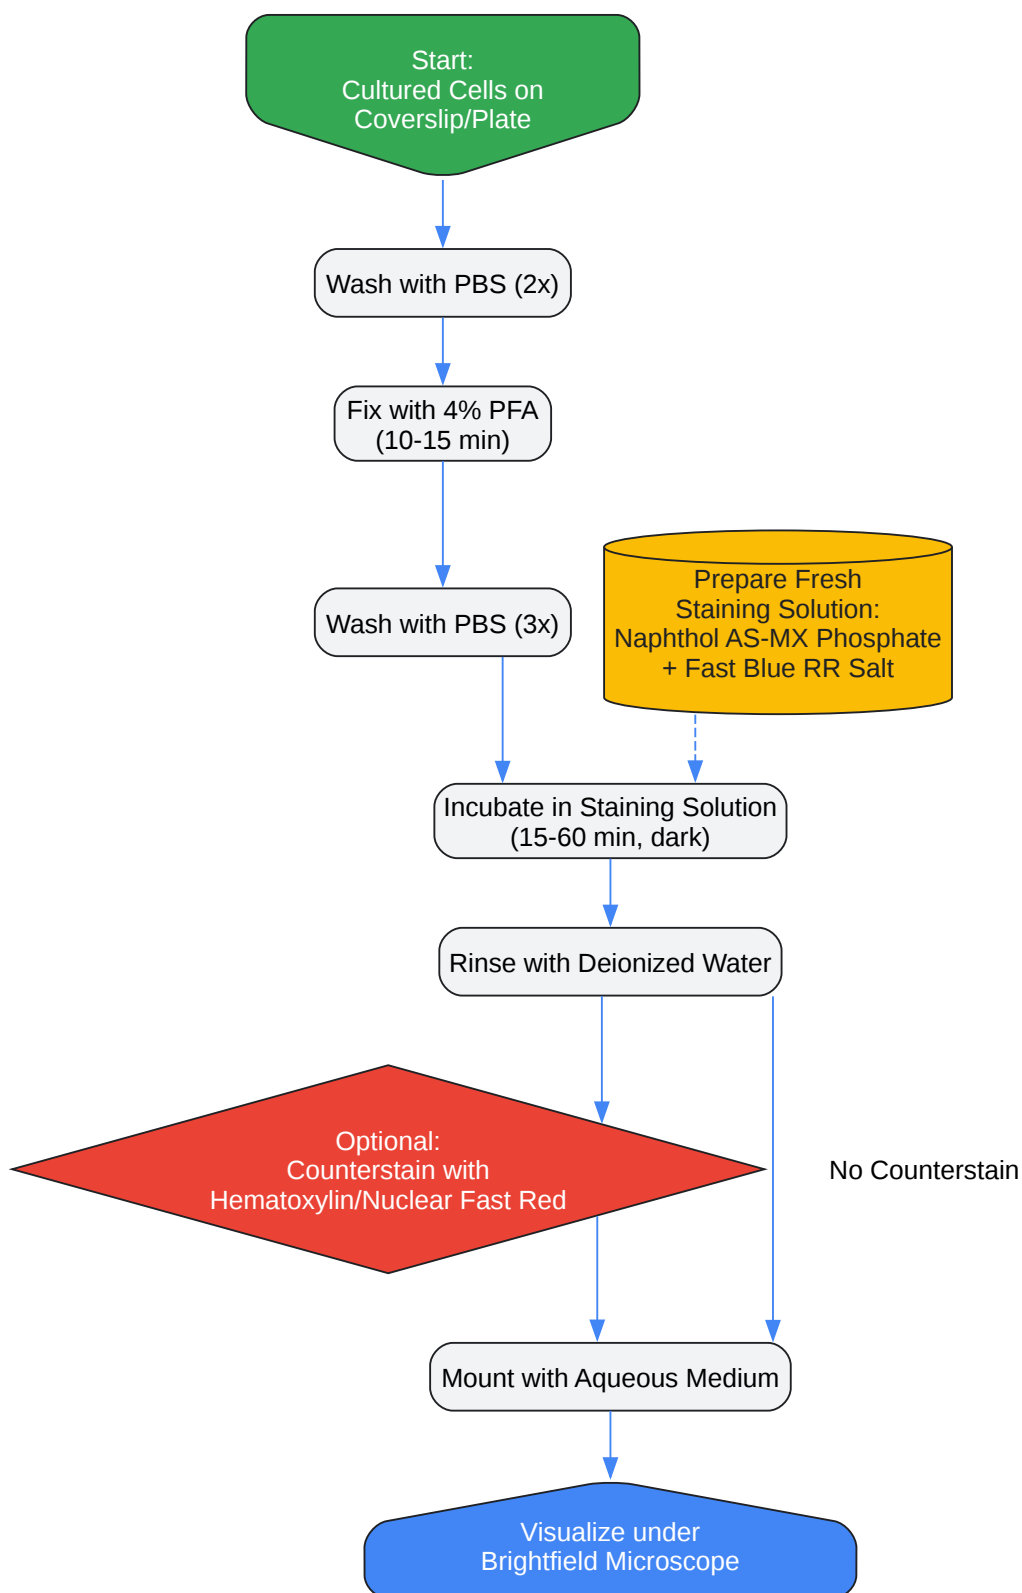 Start:
Cultured Cells on
Coverslip/Plate
Wash with PBS (2x)
Fix with 4% PFA
(10-15 min)
Wash with PBS (3x)
Prepare Fresh
Staining Solution:
Naphthol AS-MX Phosphate
+ Fast Blue RR Salt
Incubate in Staining Solution
(15-60 min, dark)
Rinse with Deionized Water
Optional:
Counterstain with
Hematoxylin/Nuclear Fast Red
No Counterstain
Mount with Aqueous Medium
Visualize under
Brightfield Microscope